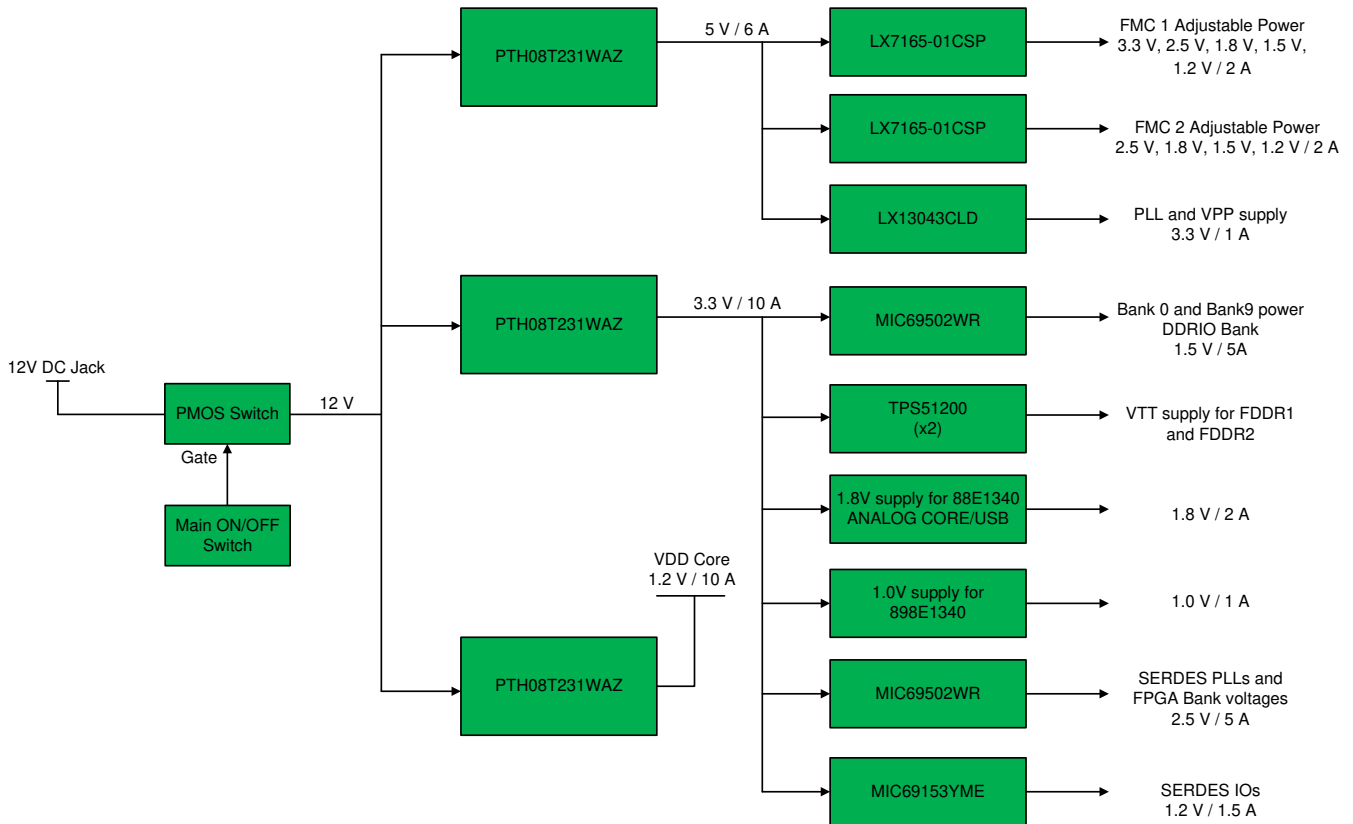 PTH08T231WAZ
5 V / 6 A
LX7165-01CSP
FMC 1 Adjustable Power
3.3 V, 2.5 V, 1.8 V, 1.5 V,
1.2 V / 2 A
LX7165-01CSP
FMC 2 Adjustable Power
2.5 V, 1.8 V, 1.5 V, 1.2 V / 2 A
LX13043CLD
PLL and VPP supply
3.3 V / 1 A
12V DC Jack
PMOS Switch
12 V
Gate
Main ON/OFF
Switch
PTH08T231WAZ
3.3 V / 10 A
MIC69502WR
Bank 0 and Bank9 power
DDRIO Bank
1.5 V / 5A
TPS51200
(x2)
VTT supply for FDDR1
and FDDR2
1.8V supply for 88E1340
ANALOG CORE/USB
1.8 V / 2 A
VDD Core
1.2 V / 10 A
1.0V supply for
898E1340
1.0 V / 1 A
PTH08T231WAZ
MIC69502WR
SERDES PLLs and
FPGA Bank voltages
2.5 V / 5 A
MIC69153YME
SERDES IOs
1.2 V / 1.5 A